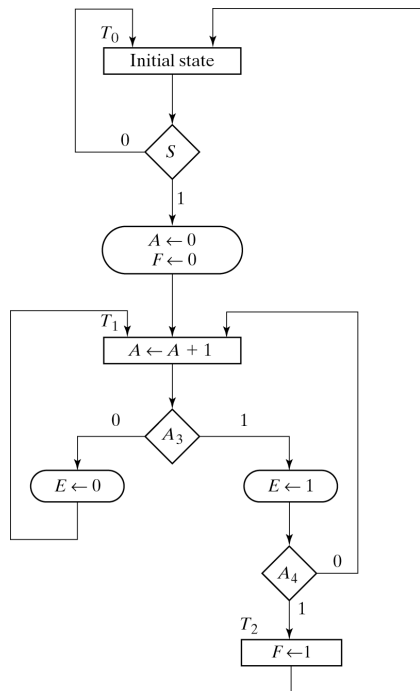 T₀
Initial state
0
S
1
A ← 0
F ← 0
T₁
A ← A + 1
0
A₃
1
E ← 0
E ← 1
A₄
0
1
T₂
F ←1